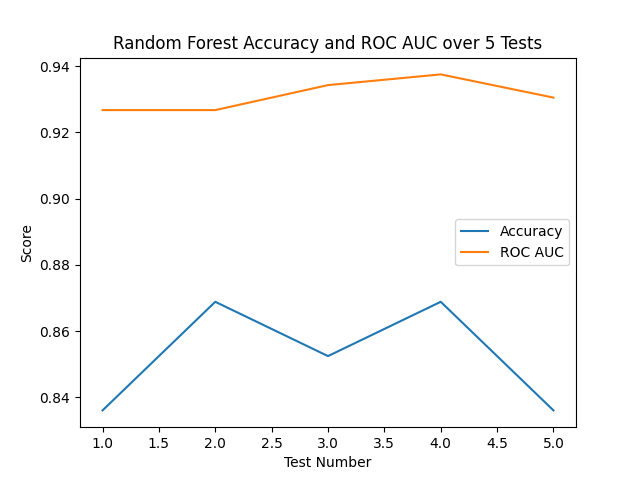 Random Forest Accuracy and ROC AUC over 5 Tests
0.94
0.92
0.90
0.88
0.86
0.84
Score
Accuracy
ROC AUC
1.0 1.5 2.0 2.5 3.0 3.5 4.0 4.5 5.0
Test Number